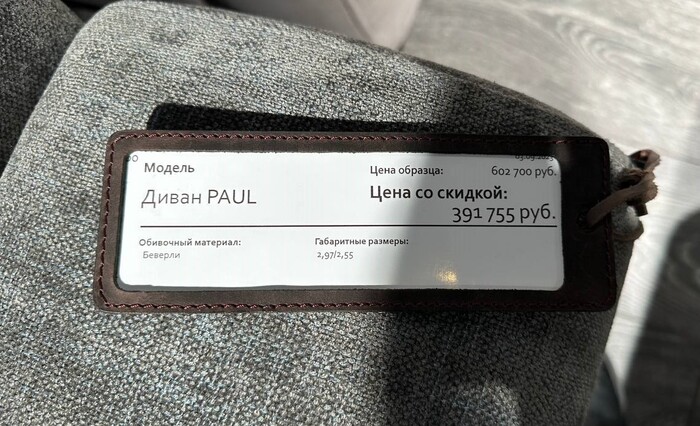 Модель
Диван PAUL
Цена образца: 602 700 руб.
Цена со скидкой:
391 755 руб.
Обивочный материал:
Беверли
Габаритные размеры:
2,97/2,55